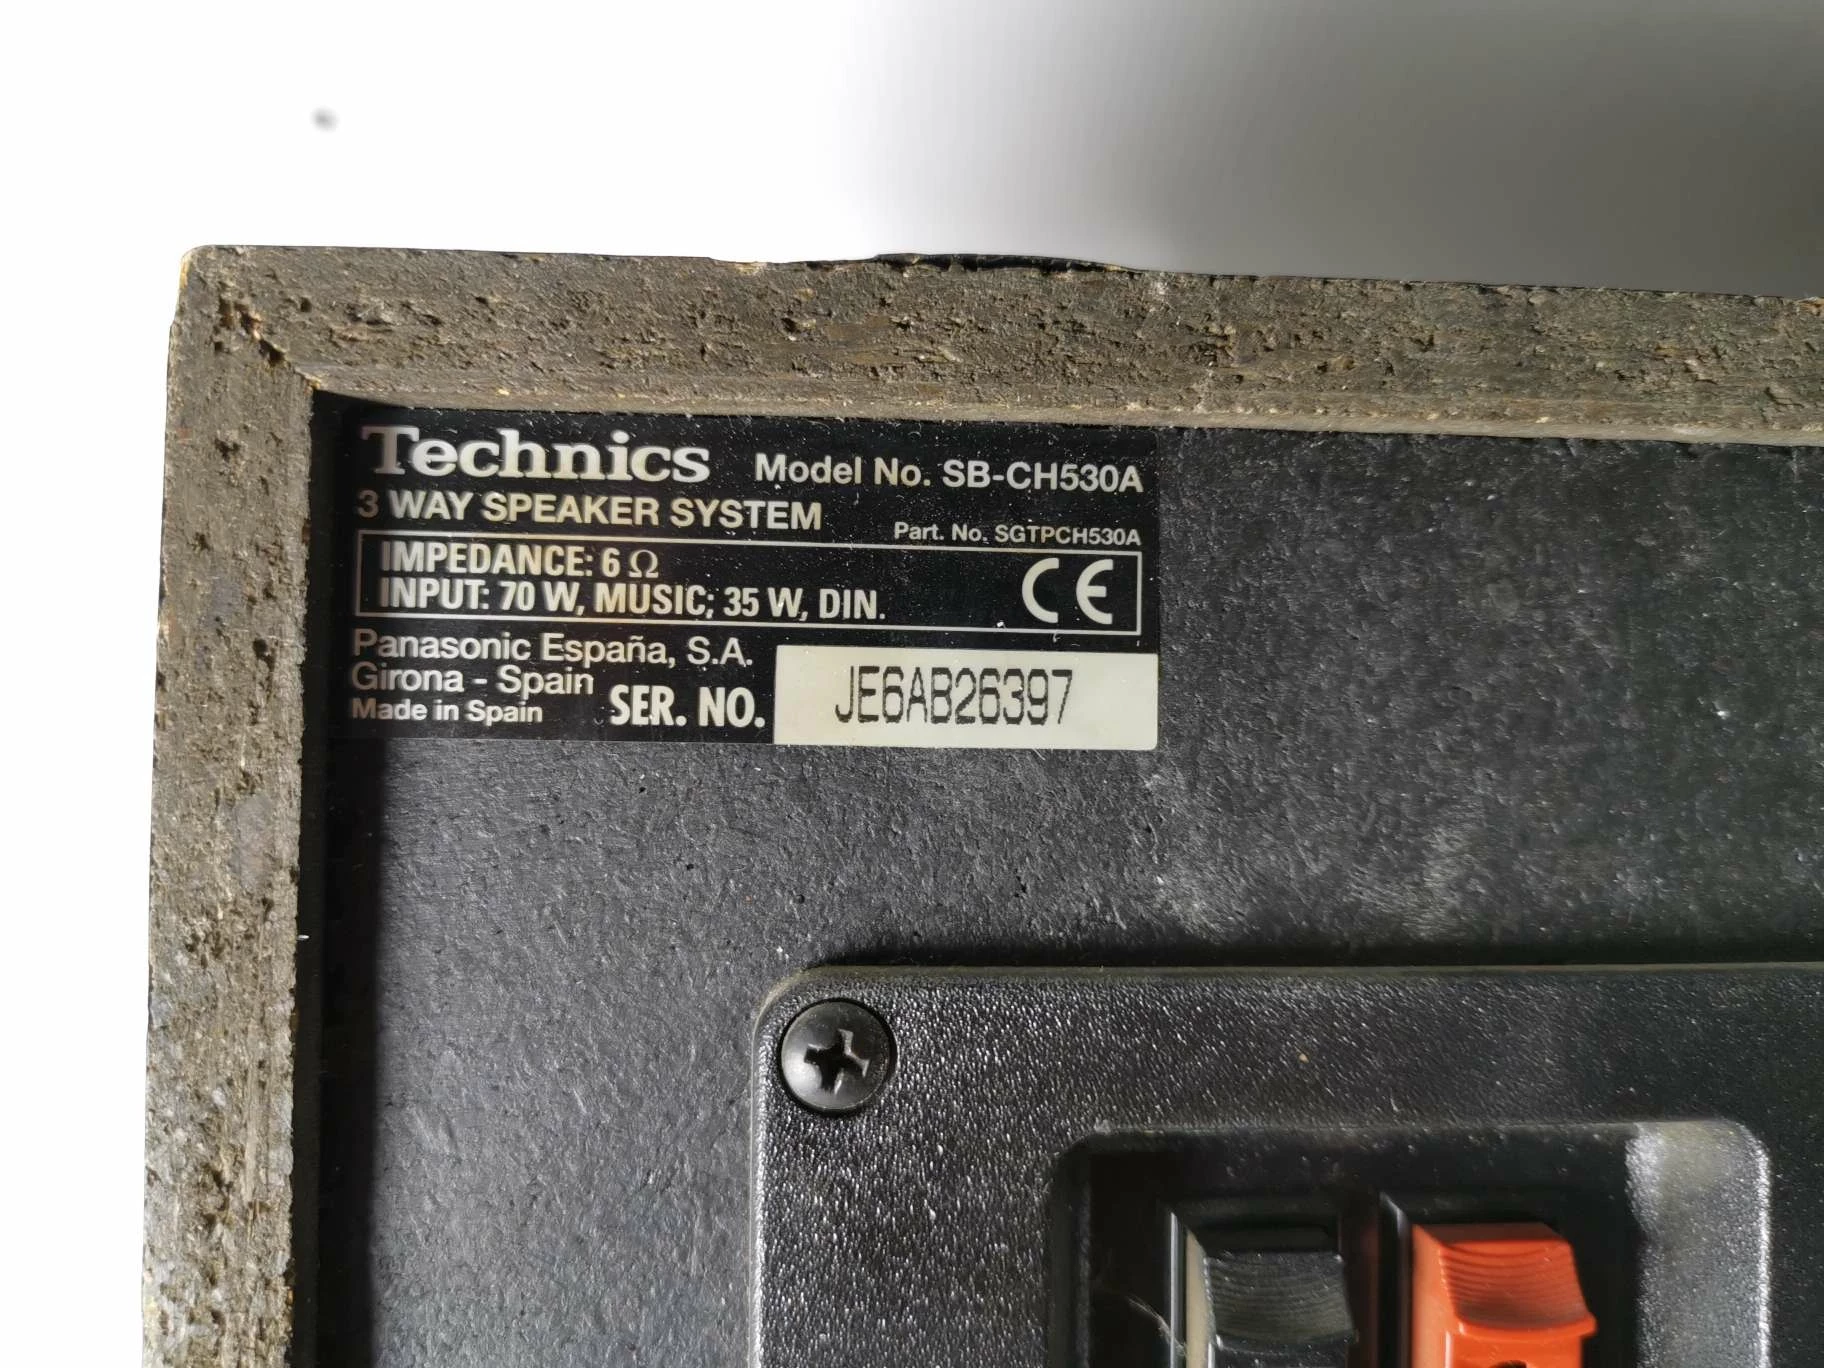 Technics Model No. SB-CH530A
3 WAY SPEAKER SYSTEM
Part. No. SGTPCH530A
IMPEDANCE: 6 Ω
INPUT: 70 W, MUSIC; 35 W, DIN.
CE
Panasonic España, S.A.
Girona - Spain
Made in Spain
SER. NO. JE6AB26397